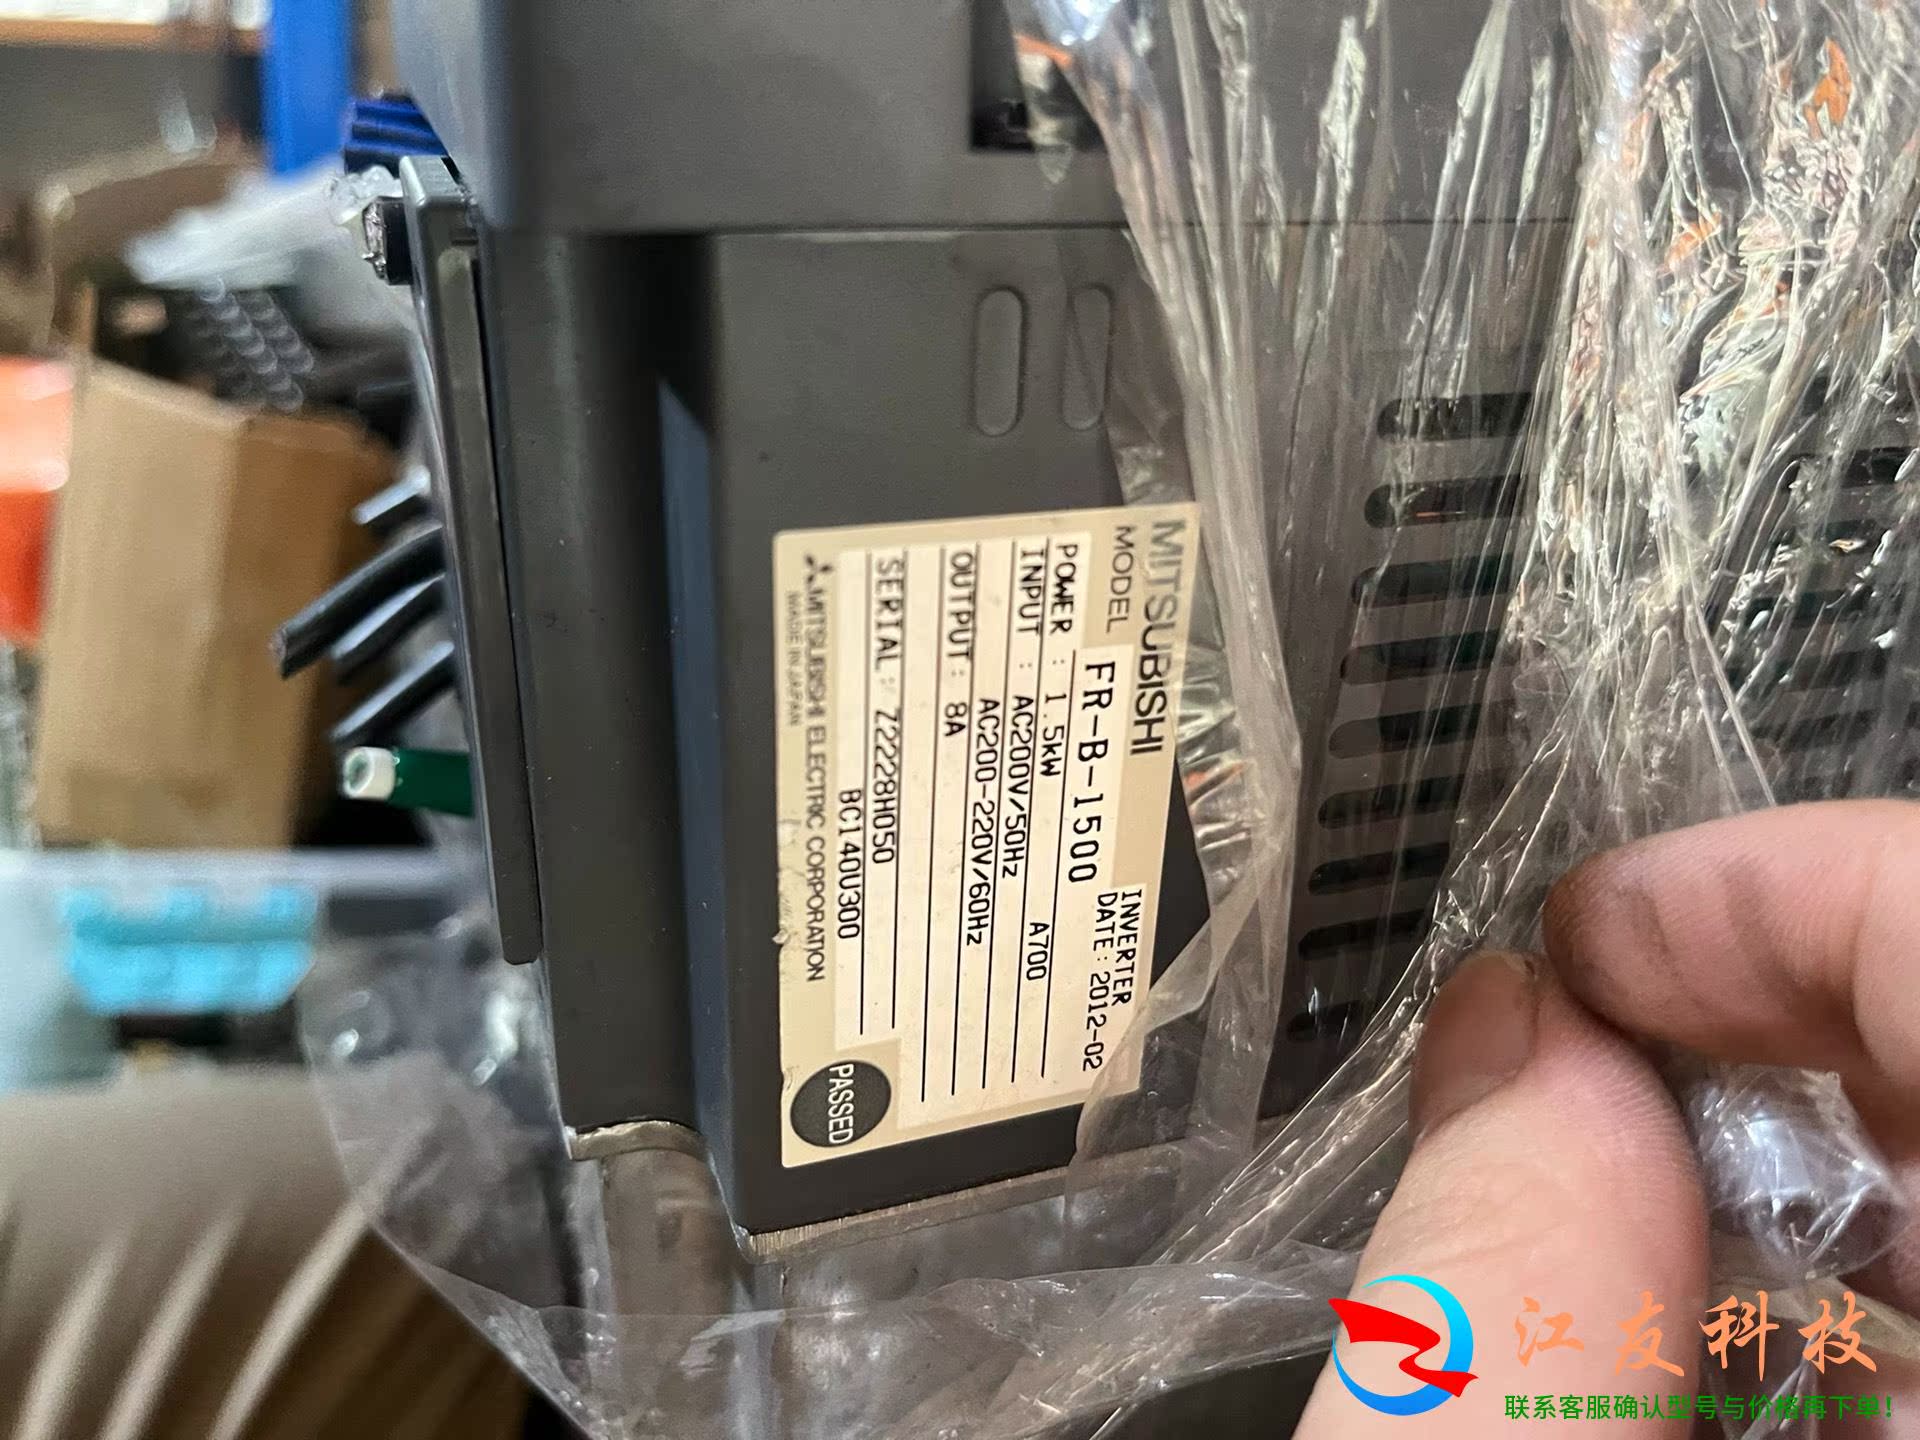 MITSUBISHI
INVERTER
MODEL FR-B-1500
DATE:2012-02
POWER : 1.5kW A700
INPUT : AC200V/50Hz
AC200-220V/60Hz
OUTPUT: 8A
SERIAL: Z22228H050
BC140U300
MITSUBISHI ELECTRIC CORPORATION
MADE IN JAPAN
PASSED
江友科技
联系客服确认型号与价格再下单!